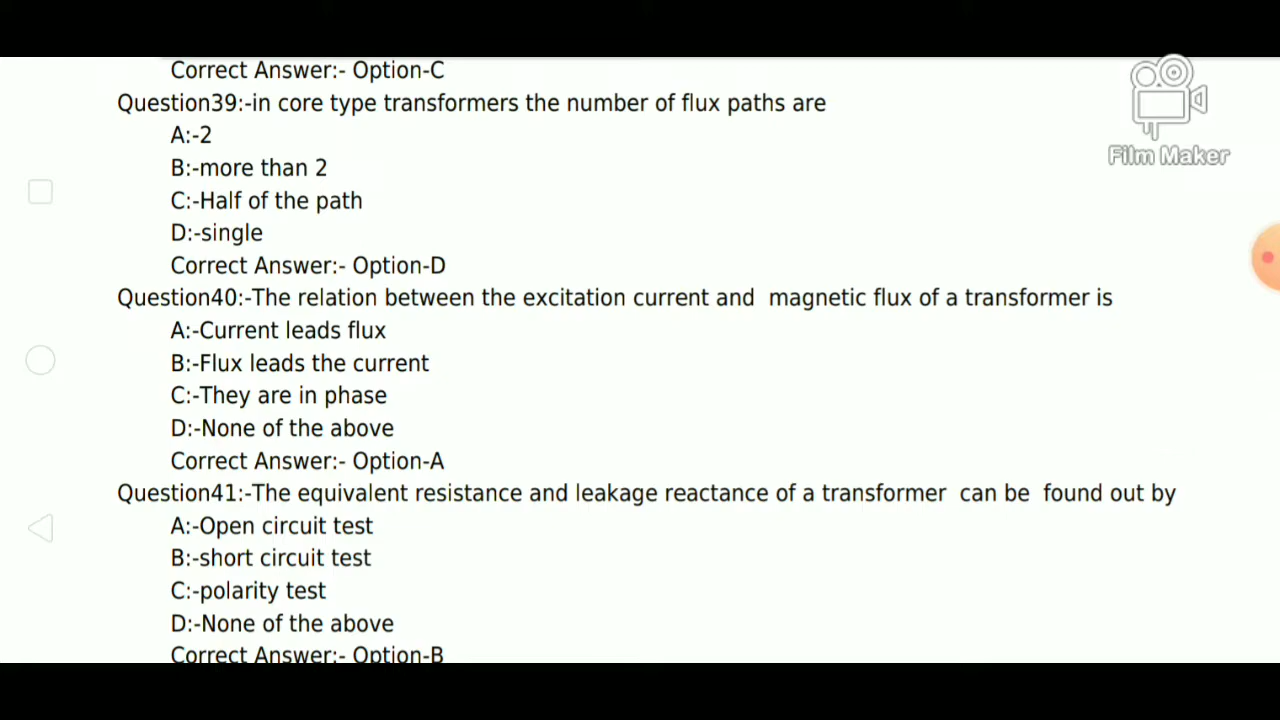 Correct Answer:- Option-C
Question39:-in core type transformers the number of flux paths are
A:-2
B:-more than 2
C:-Half of the path
D:-single
Correct Answer:- Option-D
Question40:-The relation between the excitation current and  magnetic flux of a transformer is
A:-Current leads flux
B:-Flux leads the current
C:-They are in phase
D:-None of the above
Correct Answer:- Option-A
Question41:-The equivalent resistance and leakage reactance of a transformer  can be  found out by
A:-Open circuit test
B:-short circuit test
C:-polarity test
D:-None of the above
Correct Answer:- Option-B
Film Maker